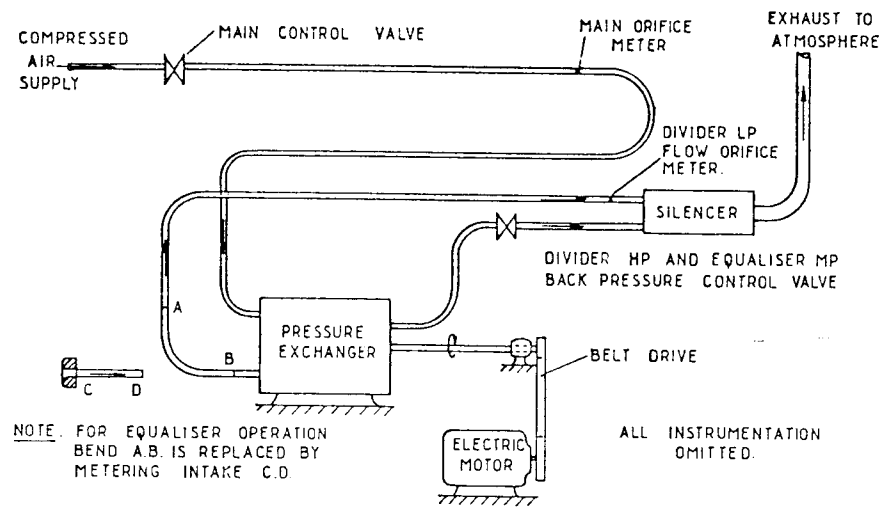 COMPRESSED
AIR
SUPPLY
MAIN CONTROL VALVE
MAIN ORIFICE
METER
EXHAUST TO
ATMOSPHERE
DIVIDER LP
FLOW ORIFICE
METER.
SILENCER
DIVIDER HP AND EQUALISER MP
BACK PRESSURE CONTROL VALVE
A
B
PRESSURE
EXCHANGER
BELT DRIVE
C D
NOTE. FOR EQUALISER OPERATION
BEND A.B. IS REPLACED BY
METERING INTAKE C.D.
ELECTRIC
MOTOR
ALL INSTRUMENTATION
OMITTED.